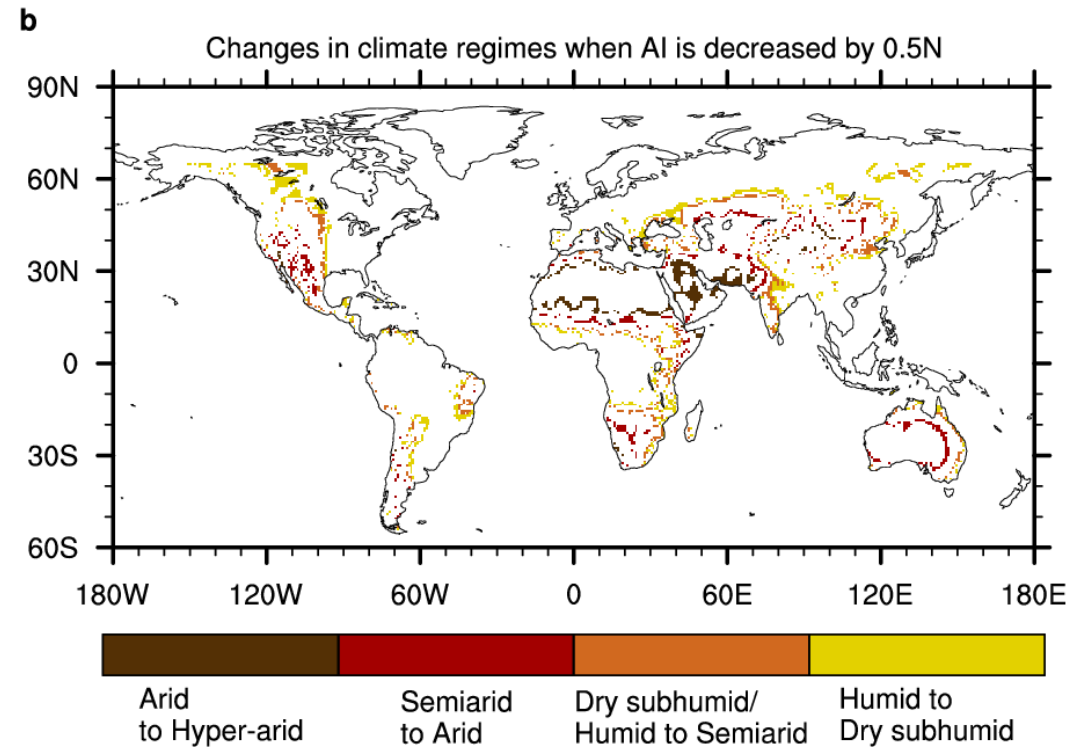 b
Changes in climate regimes when AI is decreased by 0.5N
90N
60N
30N
0
30S
60S
180W 120W 60W 0 60E 120E 180E
Arid
to Hyper-arid
Semiarid
to Arid
Dry subhumid/
Humid to Semiarid
Humid to
Dry subhumid